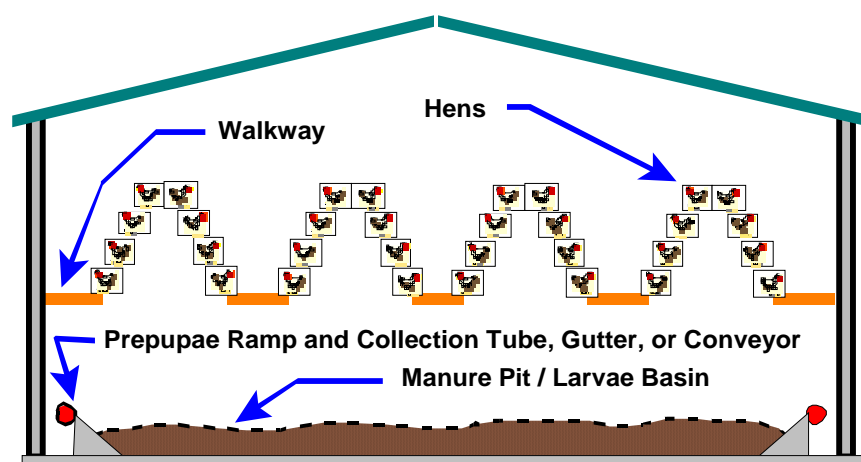 Hens
Walkway
Prepupae Ramp and Collection Tube, Gutter, or Conveyor
Manure Pit / Larvae Basin